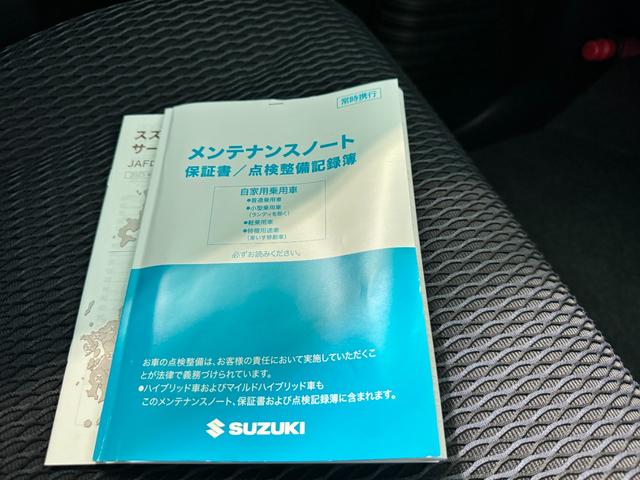 常時携行
メンテナンスノート
保証書／点検整備記録簿
自家用乗用車
●普通乗用車
●小型乗用車
（ランディを除く）
●軽乗用車
●特種用途車
（車いす移動車）
必ずお読みください。
お車の点検整備は、お客様の責任において実施していただくこ
とが法律で義務づけられています。
●ハイブリッド車およびマイルドハイブリッド車も
このメンテナンスノート、保証書および点検記録簿に含まれます。
SUZUKI
スズ
サー
JAF